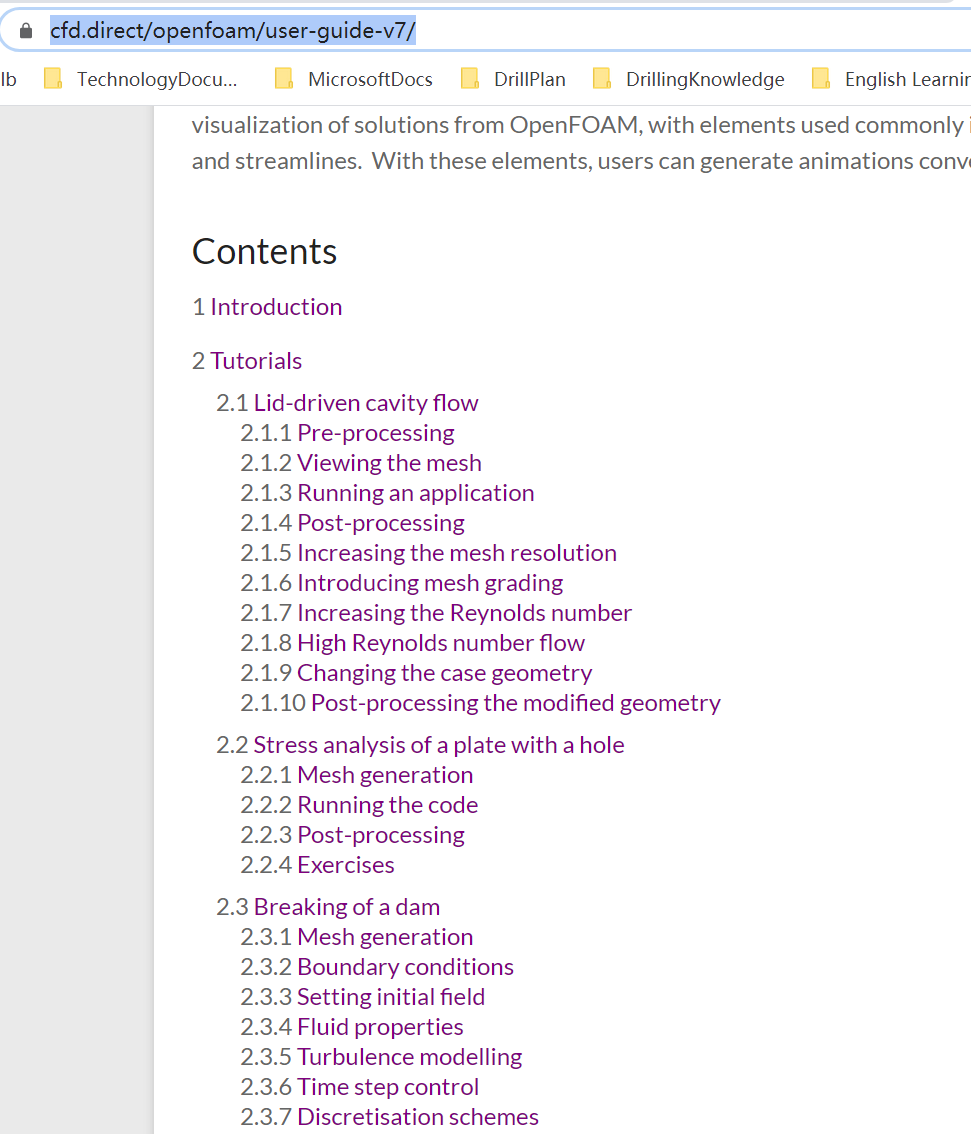 cfd.direct/openfoam/user-guide-v7/
lb TechnologyDocu... MicrosoftDocs DrillPlan DrillingKnowledge English Learnin
visualization of solutions from OpenFOAM, with elements used commonly i
and streamlines. With these elements, users can generate animations conve
Contents
1 Introduction
2 Tutorials
2.1 Lid-driven cavity flow
2.1.1 Pre-processing
2.1.2 Viewing the mesh
2.1.3 Running an application
2.1.4 Post-processing
2.1.5 Increasing the mesh resolution
2.1.6 Introducing mesh grading
2.1.7 Increasing the Reynolds number
2.1.8 High Reynolds number flow
2.1.9 Changing the case geometry
2.1.10 Post-processing the modified geometry
2.2 Stress analysis of a plate with a hole
2.2.1 Mesh generation
2.2.2 Running the code
2.2.3 Post-processing
2.2.4 Exercises
2.3 Breaking of a dam
2.3.1 Mesh generation
2.3.2 Boundary conditions
2.3.3 Setting initial field
2.3.4 Fluid properties
2.3.5 Turbulence modelling
2.3.6 Time step control
2.3.7 Discretisation schemes